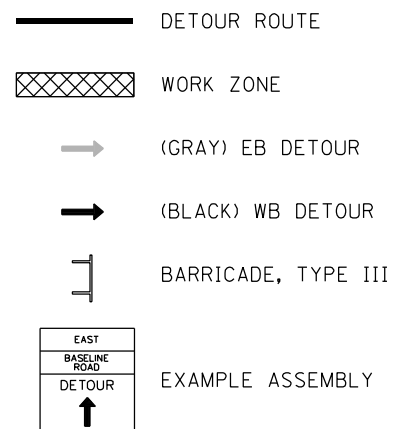 DETOUR ROUTE
WORK ZONE
(GRAY) EB DETOUR
(BLACK) WB DETOUR
BARRICADE, TYPE III
EAST
BASELINE
ROAD
DETOUR
EXAMPLE ASSEMBLY